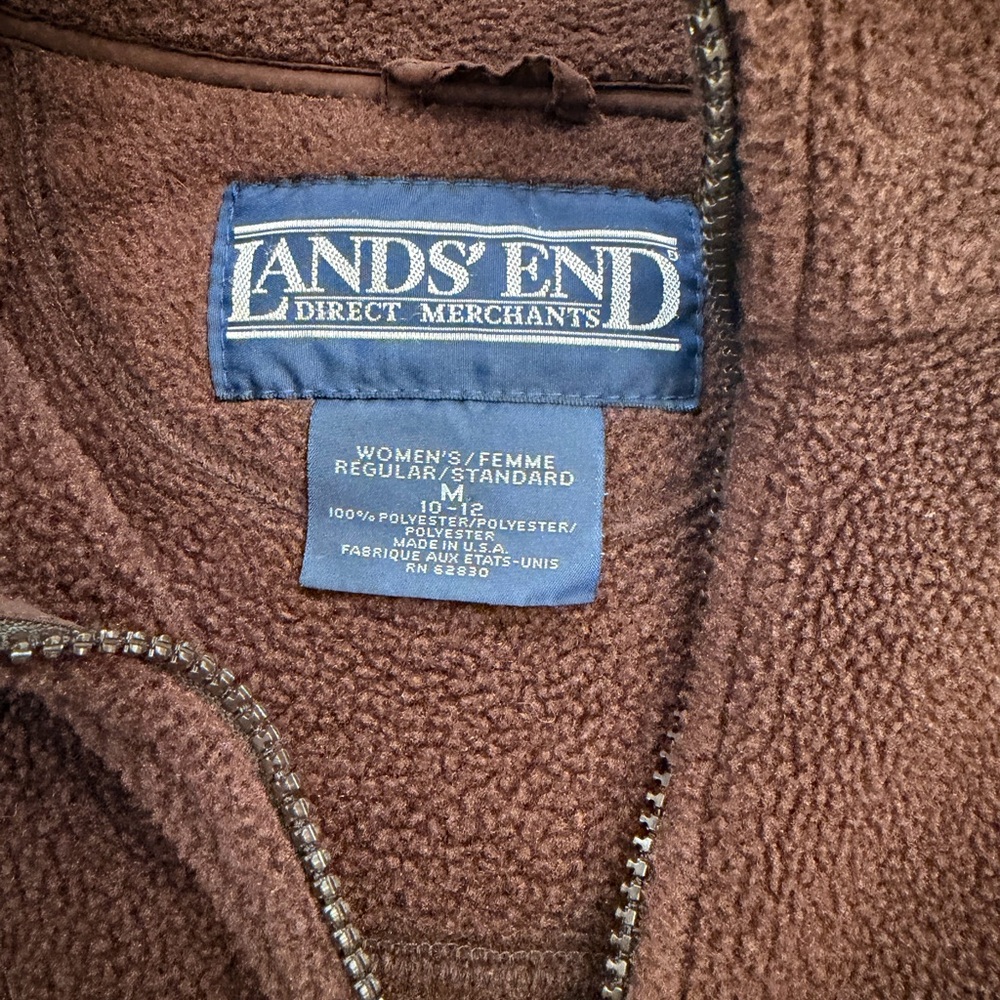 LANDS' END®
DIRECT MERCHANTS
WOMEN'S/FEMME
REGULAR/STANDARD
M
10-12
100% POLYESTER/POLYESTER/
POLYESTER
MADE IN U.S.A.
FABRIQUE AUX ETATS-UNIS
RN 62830